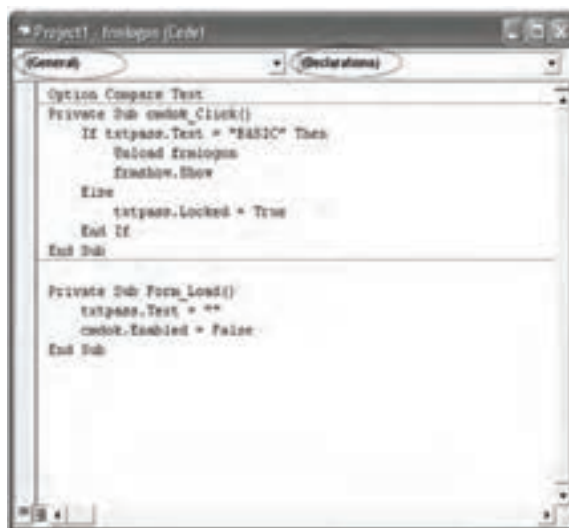 Project1 - frmlogon (Code)
(General) (Declarations)
Option Compare Text
Private Sub cmdok_Click()
If txtpass.Text = "BASIC" Then
Unload frmlogon
frmshow.Show
Else
txtpass.Locked = True
End If
End Sub
Private Sub Form_Load()
txtpass.Text = ""
cmdok.Enabled = False
End Sub